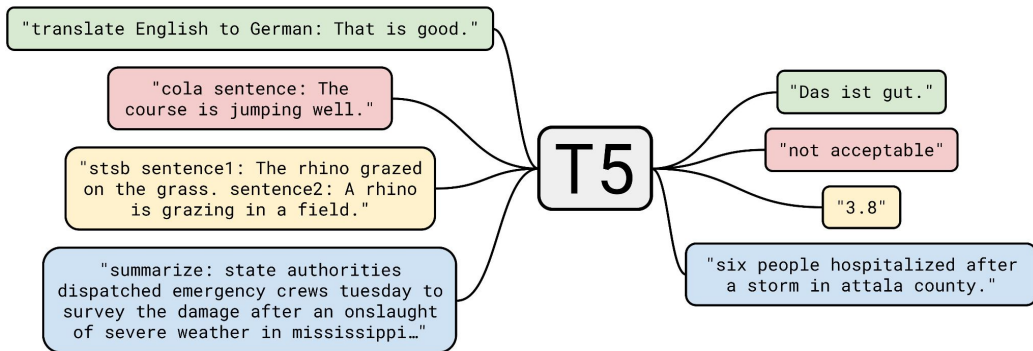 "translate English to German: That is good."
"cola sentence: The
course is jumping well."
"stsb sentence1: The rhino grazed
on the grass. sentence2: A rhino
is grazing in a field."
"summarize: state authorities
dispatched emergency crews tuesday to
survey the damage after an onslaught
of severe weather in mississippi…"
T5
"Das ist gut."
"not acceptable"
"3.8"
"six people hospitalized after
a storm in attala county."